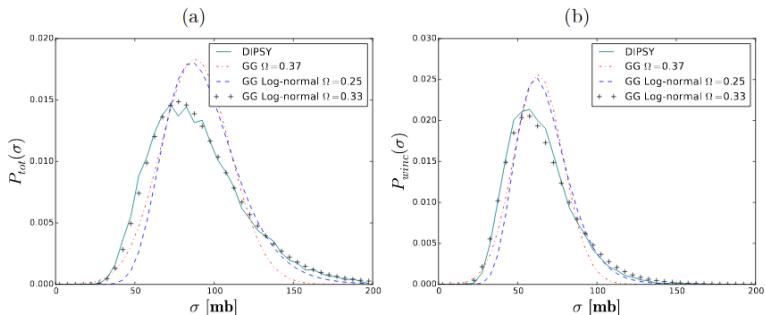 (a)
(b)
0.020
0.015
0.010
0.005
0.000
P_tot(σ)
DIPSY
GG Ω=0.37
GG Log-normal Ω=0.25
GG Log-normal Ω=0.33
0
50
100
150
200
σ [mb]
0.030
0.025
0.020
0.015
0.010
0.005
0.000
P_winc(σ)
DIPSY
GG Ω=0.37
GG Log-normal Ω=0.25
GG Log-normal Ω=0.33
0
50
100
150
200
σ [mb]